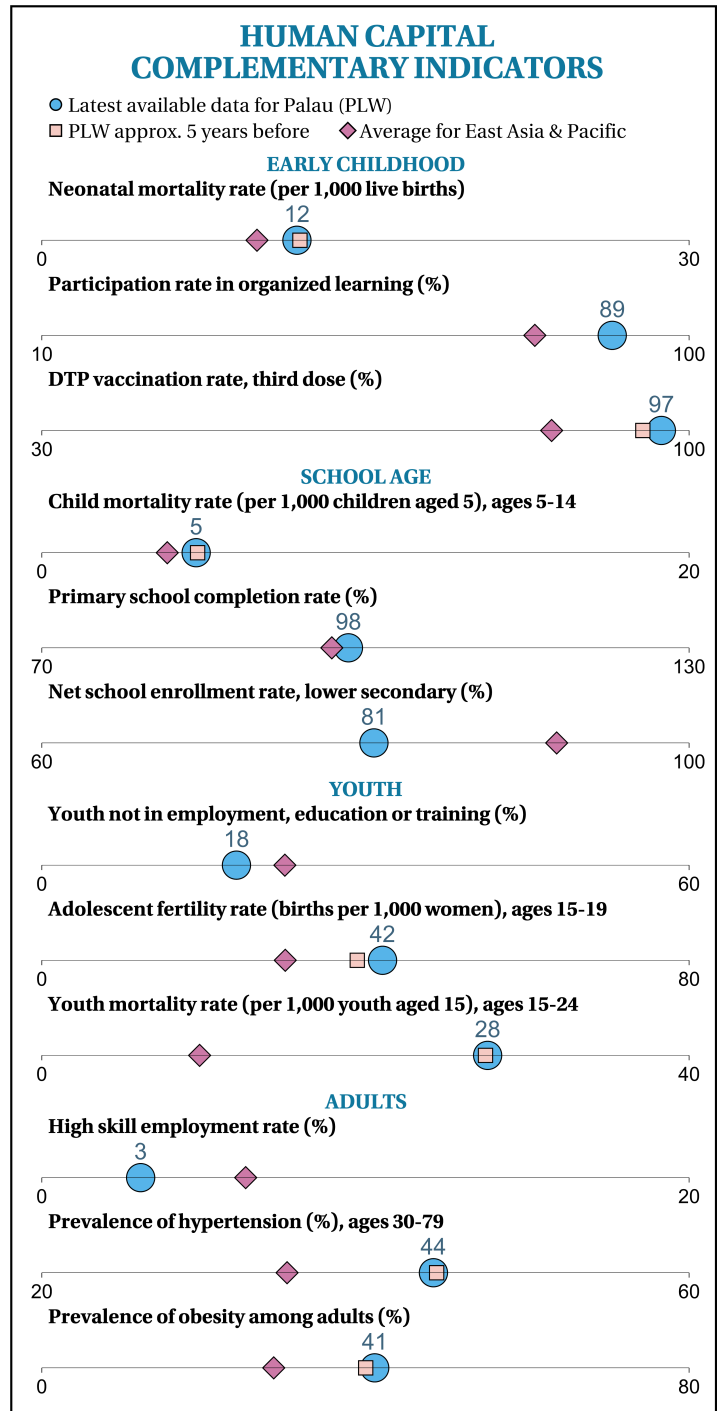 HUMAN CAPITAL
COMPLEMENTARY INDICATORS
Latest available data for Palau (PLW)
PLW approx. 5 years before Average for East Asia & Pacific
EARLY CHILDHOOD
Neonatal mortality rate (per 1,000 live births)
12
0 30
Participation rate in organized learning (%)
89
10 100
DTP vaccination rate, third dose (%)
97
30 100
SCHOOL AGE
Child mortality rate (per 1,000 children aged 5), ages 5-14
5
0 20
Primary school completion rate (%)
98
70 130
Net school enrollment rate, lower secondary (%)
81
60 100
YOUTH
Youth not in employment, education or training (%)
18
0 60
Adolescent fertility rate (births per 1,000 women), ages 15-19
42
0 80
Youth mortality rate (per 1,000 youth aged 15), ages 15-24
28
0 40
ADULTS
High skill employment rate (%)
3
0 20
Prevalence of hypertension (%), ages 30-79
44
20 60
Prevalence of obesity among adults (%)
41
0 80